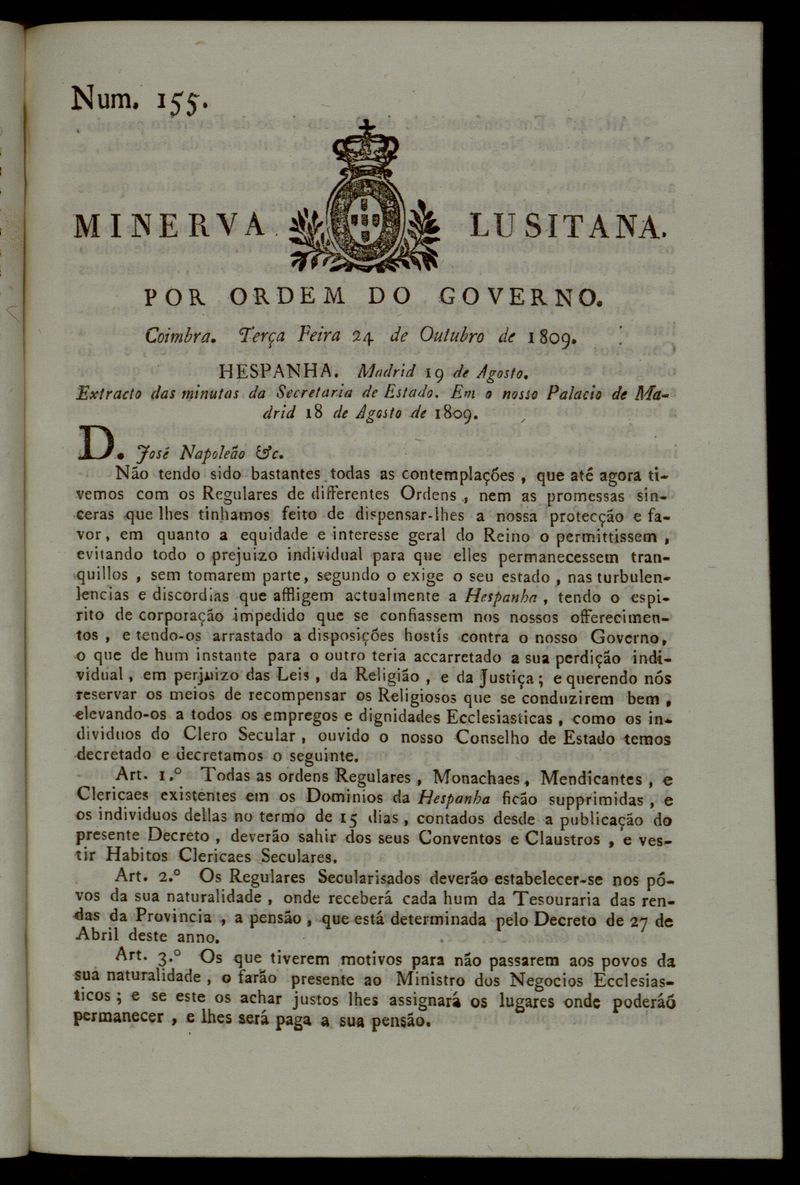 Num. 155.
MINERVA LUSITANA.
POR ORDEM DO GOVERNO.
Coimbra. Terça Feira 24 de Outubro de 1809.
HESPANHA. Madrid 19 de Agosto.
Extracto das minutas da Secretaria de Estado. Em o nosso Palacio de Ma-
drid 18 de Agosto de 1809.
D. José Napoleão &c.
Não tendo sido bastantes todas as contemplações , que até agora ti-
vemos com os Regulares de differentes Ordens , nem as promessas sin-
ceras que lhes tinhamos feito de dispensar-lhes a nossa protecção e fa-
vor, em quanto a equidade e interesse geral do Reino o permittissem ,
evitando todo o prejuizo individual para que elles permanecessem tran-
quillos , sem tomarem parte, segundo o exige o seu estado , nas turbulen-
lencias e discordias que affligem actualmente a Hespanha , tendo o espi-
rito de corporação impedido que se confiassem nos nossos offerecimen-
tos , e tendo-os arrastado a disposições hostís contra o nosso Governo,
o que de hum instante para o outro teria accarretado a sua perdição indi-
vidual, em perjuizo das Leis , da Religião , e da Justiça; e querendo nós
reservar os meios de recompensar os Religiosos que se conduzirem bem ,
elevando-os a todos os empregos e dignidades Ecclesiasticas , como os in-
dividuos do Clero Secular , ouvido o nosso Conselho de Estado temos
decretado e decretamos o seguinte.
Art. 1.º Todas as ordens Regulares , Monachaes, Mendicantes , e
Clericaes existentes em os Dominios da Hespanha ficão supprimidas , e
os individuos dellas no termo de 15 dias, contados desde a publicação do
presente Decreto , deverão sahir dos seus Conventos e Claustros , e ves-
tir Habitos Clericaes Seculares.
Art. 2.º Os Regulares Secularisados deverão estabelecer-se nos pó-
vos da sua naturalidade , onde receberá cada hum da Tesouraria das ren-
das da Provincia , a pensão , que está determinada pelo Decreto de 27 de
Abril deste anno.
Art. 3.º Os que tiverem motivos para não passarem aos povos da
sua naturalidade , o farão presente ao Ministro dos Negocios Ecclesias-
ticos ; e se este os achar justos lhes assignará os lugares onde poderáõ
permanecer , e lhes será paga a sua pensão.